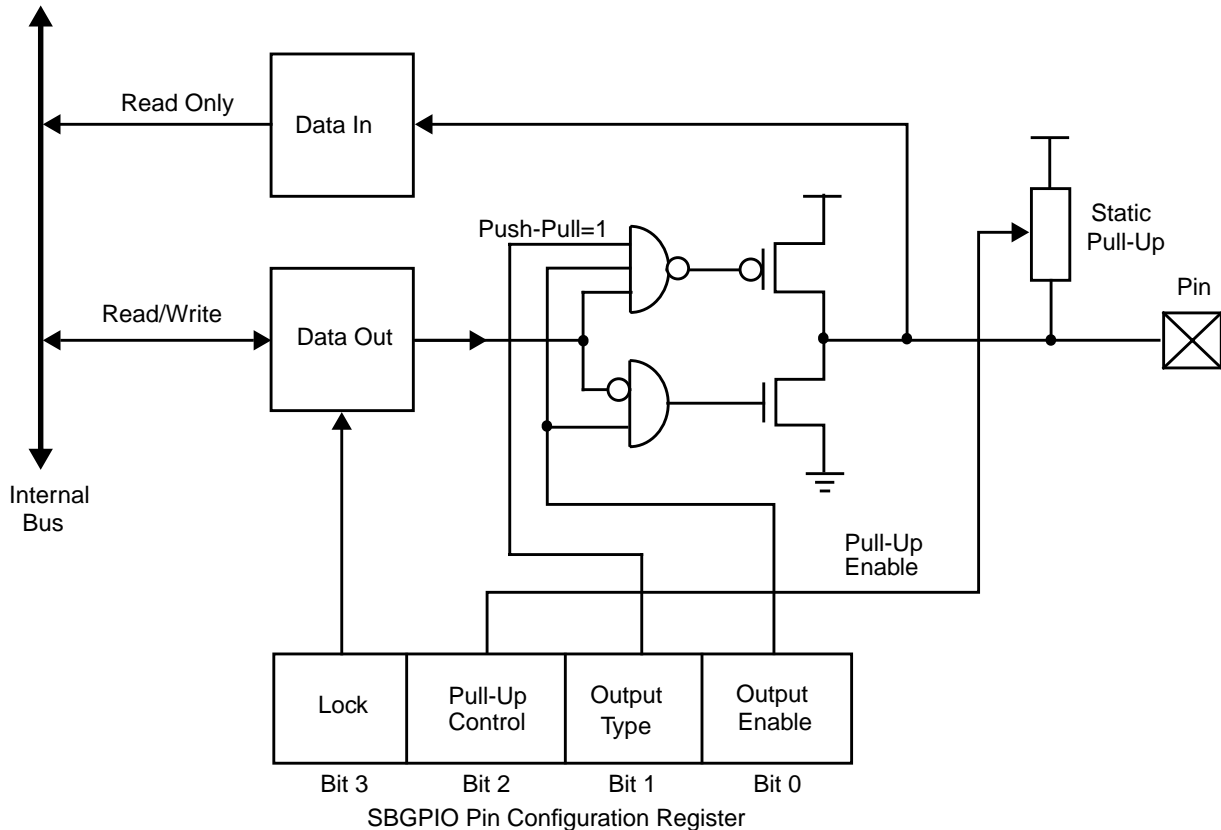 Read Only
Data In
Push-Pull=1
Static
Pull-Up
Read/Write
Data Out
Pin
Internal
Bus
Pull-Up
Enable
Lock
Pull-Up
Control
Output
Type
Output
Enable
Bit 3
Bit 2
Bit 1
Bit 0
SBGPIO Pin Configuration Register